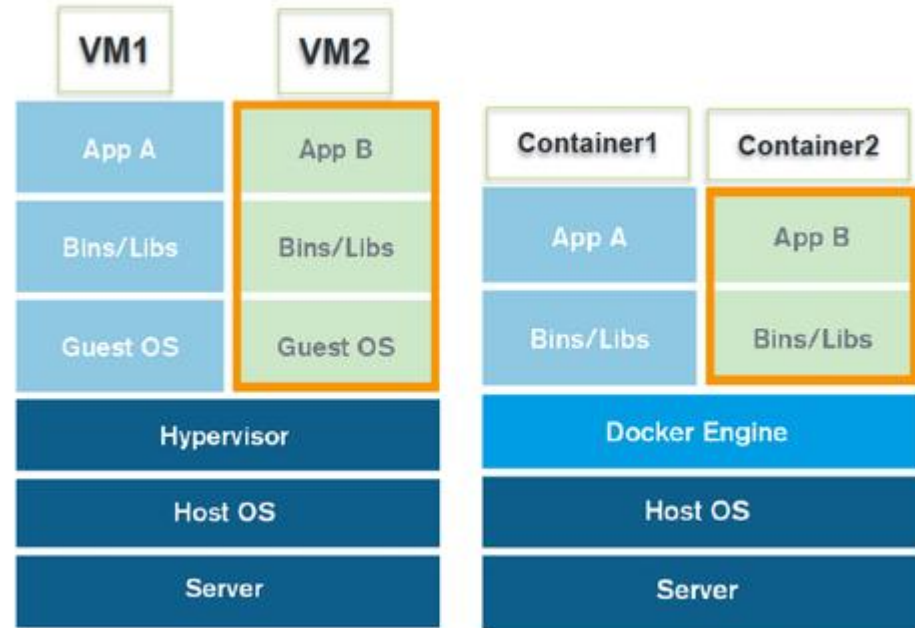 VM1
VM2
App A
App B
Bins/Libs
Bins/Libs
Guest OS
Guest OS
Hypervisor
Host OS
Server
Container1
Container2
App A
App B
Bins/Libs
Bins/Libs
Docker Engine
Host OS
Server